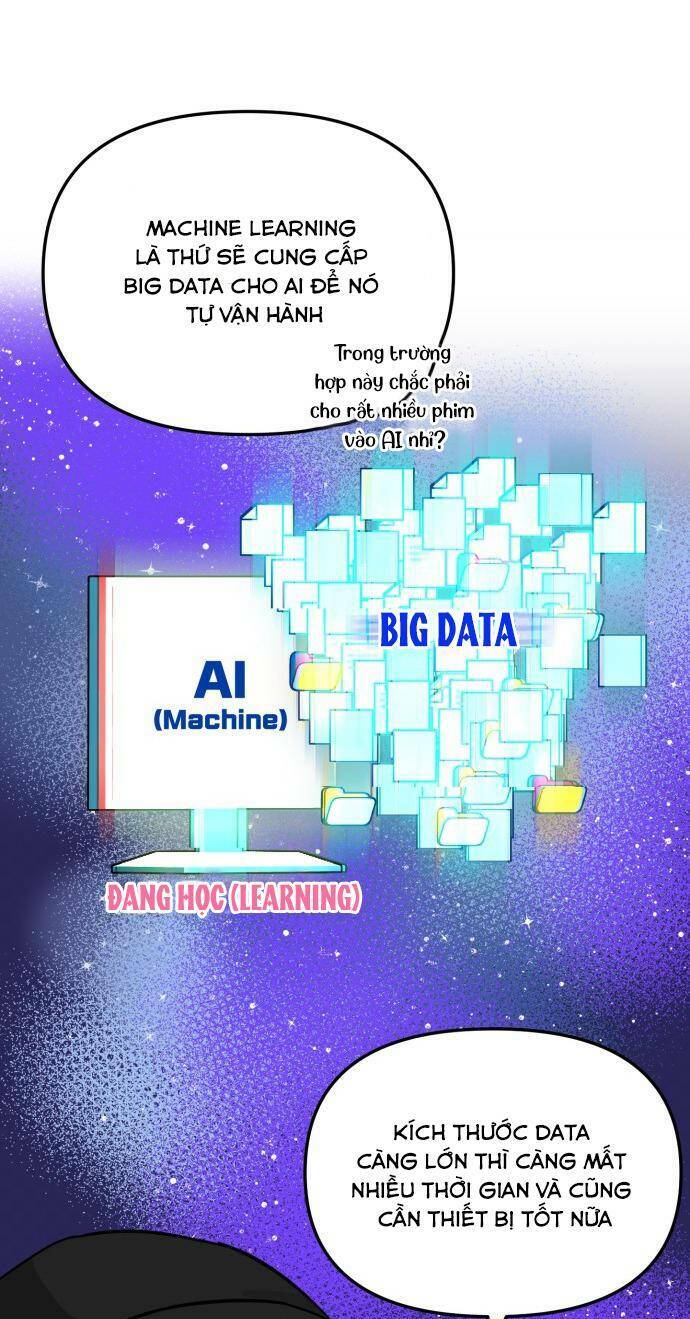 MACHINE LEARNING
LÀ THỨ SẼ CUNG CẤP
BIG DATA CHO AI ĐỂ NÓ
TỰ VẬN HÀNH
Trong trường
hợp này chắc phải
cho rất nhiều phim
vào AI nhỉ?
BIG DATA
AI
(Machine)
ĐANG HỌC (LEARNING)
KÍCH THƯỚC DATA
CÀNG LỚN THÌ CÀNG MẤT
NHIỀU THỜI GIAN VÀ CŨNG
CẦN THIẾT BỊ TỐT NỮA